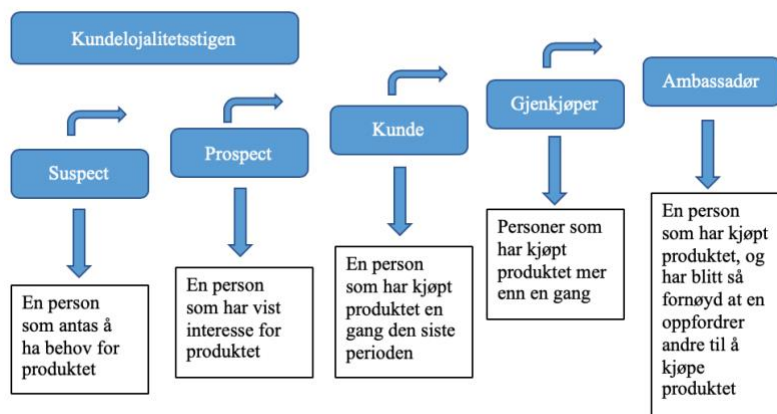 Kundelojalitetsstigen
Suspect
Prospect
Kunde
Gjenkjøper
Ambassadør
En person
som antas å
ha behov for
produktet
En person
som har vist
interesse for
produktet
En person
som har kjøpt
produktet en
gang den siste
perioden
Personer som
har kjøpt
produktet mer
enn en gang
En person
som har kjøpt
produktet, og
har blitt så
fornøyd at en
oppfordrer
andre til å
kjøpe
produktet